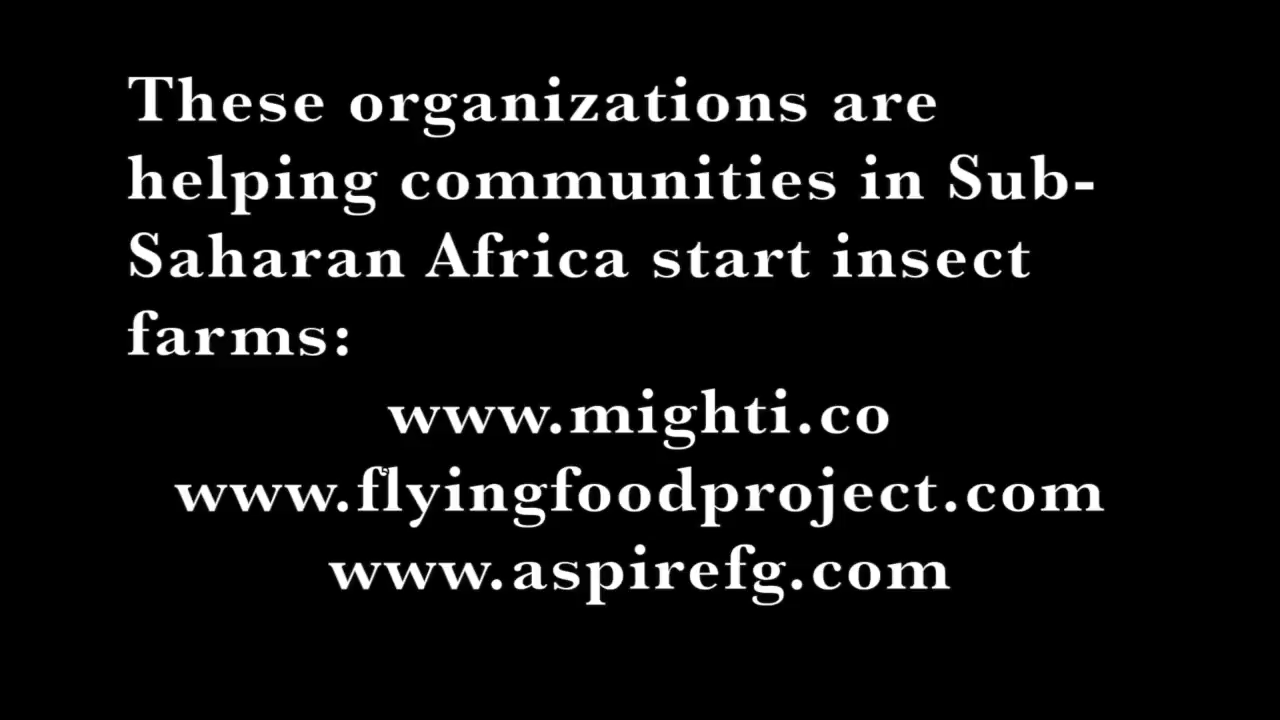 These organizations are
helping communities in Sub-
Saharan Africa start insect
farms:
www.mighti.co
www.flyingfoodproject.com
www.aspirefg.com